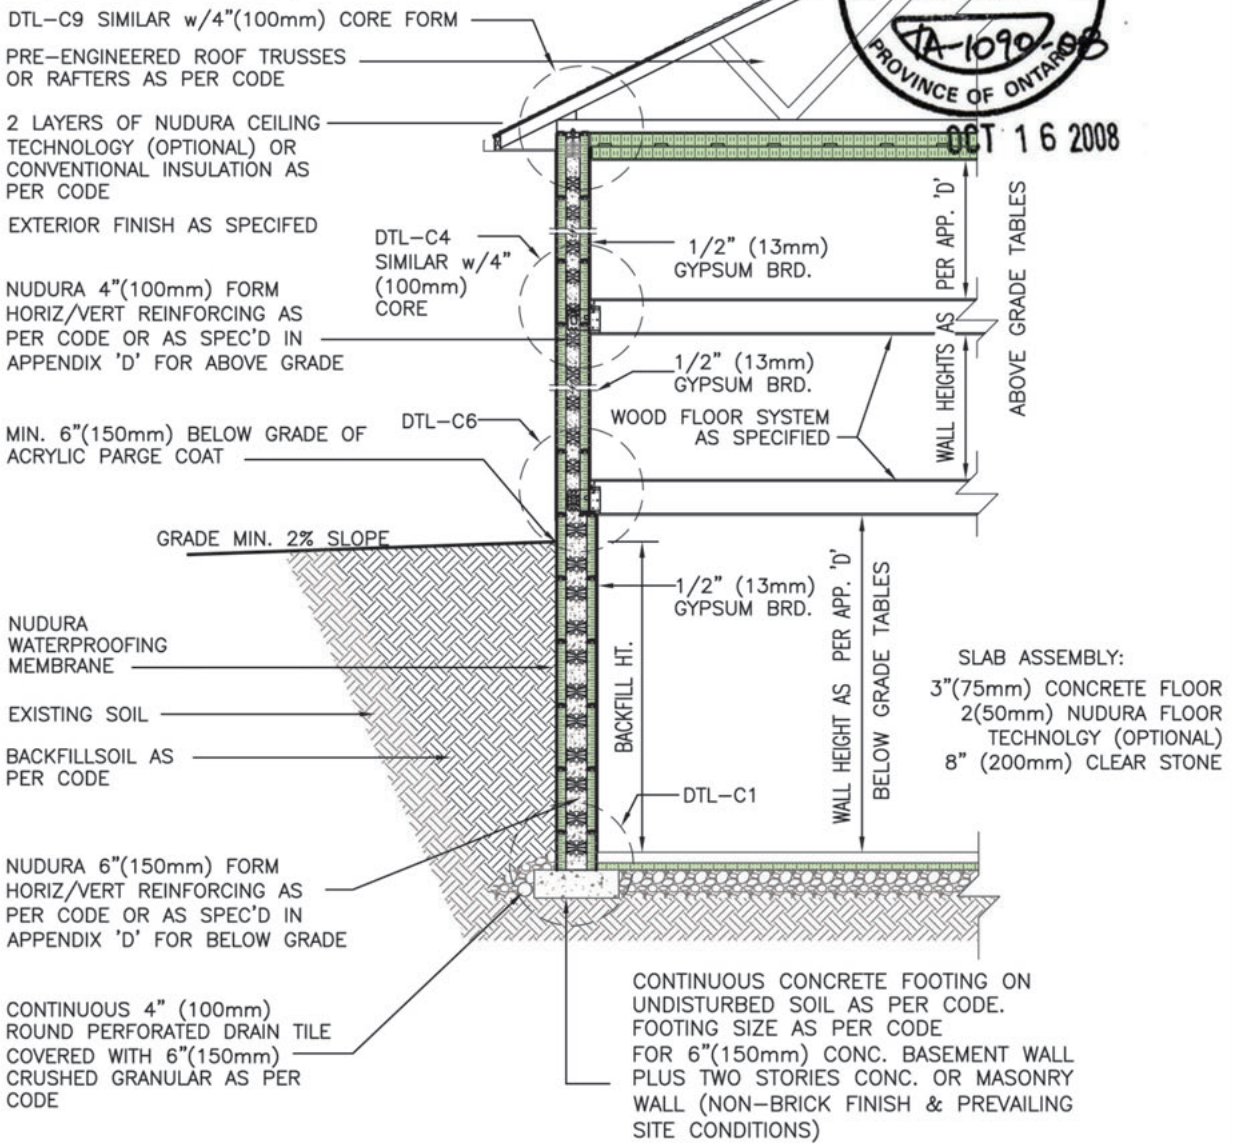 DTL-C9 SIMILAR w/4"(100mm) CORE FORM
PRE-ENGINEERED ROOF TRUSSES
OR RAFTERS AS PER CODE
2 LAYERS OF NUDURA CEILING
TECHNOLOGY (OPTIONAL) OR
CONVENTIONAL INSULATION AS
PER CODE
EXTERIOR FINISH AS SPECIFED
NUDURA 4"(100mm) FORM
HORIZ/VERT REINFORCING AS
PER CODE OR AS SPEC'D IN
APPENDIX 'D' FOR ABOVE GRADE
MIN. 6"(150mm) BELOW GRADE OF
ACRYLIC PARGE COAT
GRADE MIN. 2% SLOPE
NUDURA
WATERPROOFING
MEMBRANE
EXISTING SOIL
BACKFILLSOIL AS
PER CODE
NUDURA 6"(150mm) FORM
HORIZ/VERT REINFORCING AS
PER CODE OR AS SPEC'D IN
APPENDIX 'D' FOR BELOW GRADE
CONTINUOUS 4" (100mm)
ROUND PERFORATED DRAIN TILE
COVERED WITH 6"(150mm)
CRUSHED GRANULAR AS PER
CODE
DTL-C4
SIMILAR w/4"
(100mm)
CORE
DTL-C6
1/2" (13mm)
GYPSUM BRD.
1/2" (13mm)
GYPSUM BRD.
WOOD FLOOR SYSTEM
AS SPECIFIED
1/2" (13mm)
GYPSUM BRD.
BACKFILL HT.
DTL-C1
WALL HEIGHT AS PER APP. 'D'
BELOW GRADE TABLES
WALL HEIGHTS AS PER APP. 'D'
ABOVE GRADE TABLES
IA-1090-08
PROVINCE OF ONTARIO
OCT 16 2008
SLAB ASSEMBLY:
3"(75mm) CONCRETE FLOOR
2(50mm) NUDURA FLOOR
TECHNOLGY (OPTIONAL)
8" (200mm) CLEAR STONE
CONTINUOUS CONCRETE FOOTING ON
UNDISTURBED SOIL AS PER CODE.
FOOTING SIZE AS PER CODE
FOR 6"(150mm) CONC. BASEMENT WALL
PLUS TWO STORIES CONC. OR MASONRY
WALL (NON-BRICK FINISH & PREVAILING
SITE CONDITIONS)